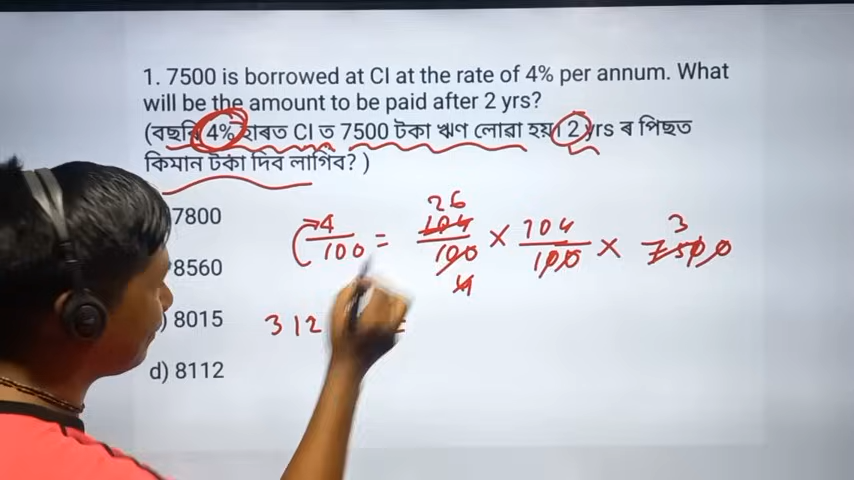 1. 7500 is borrowed at CI at the rate of 4% per annum. What
will be the amount to be paid after 2 yrs?
(বছৰি 4% হাৰত CI ত 7500 টকা ঋণ লোৱা হয়। 2 yrs ৰ পিছত
কিমান টকা দিব লাগিব? )
7800
8560
) 8015
d) 8112
4/100 = 104/100 × 104/100 × 7500
26
4
3
312 =